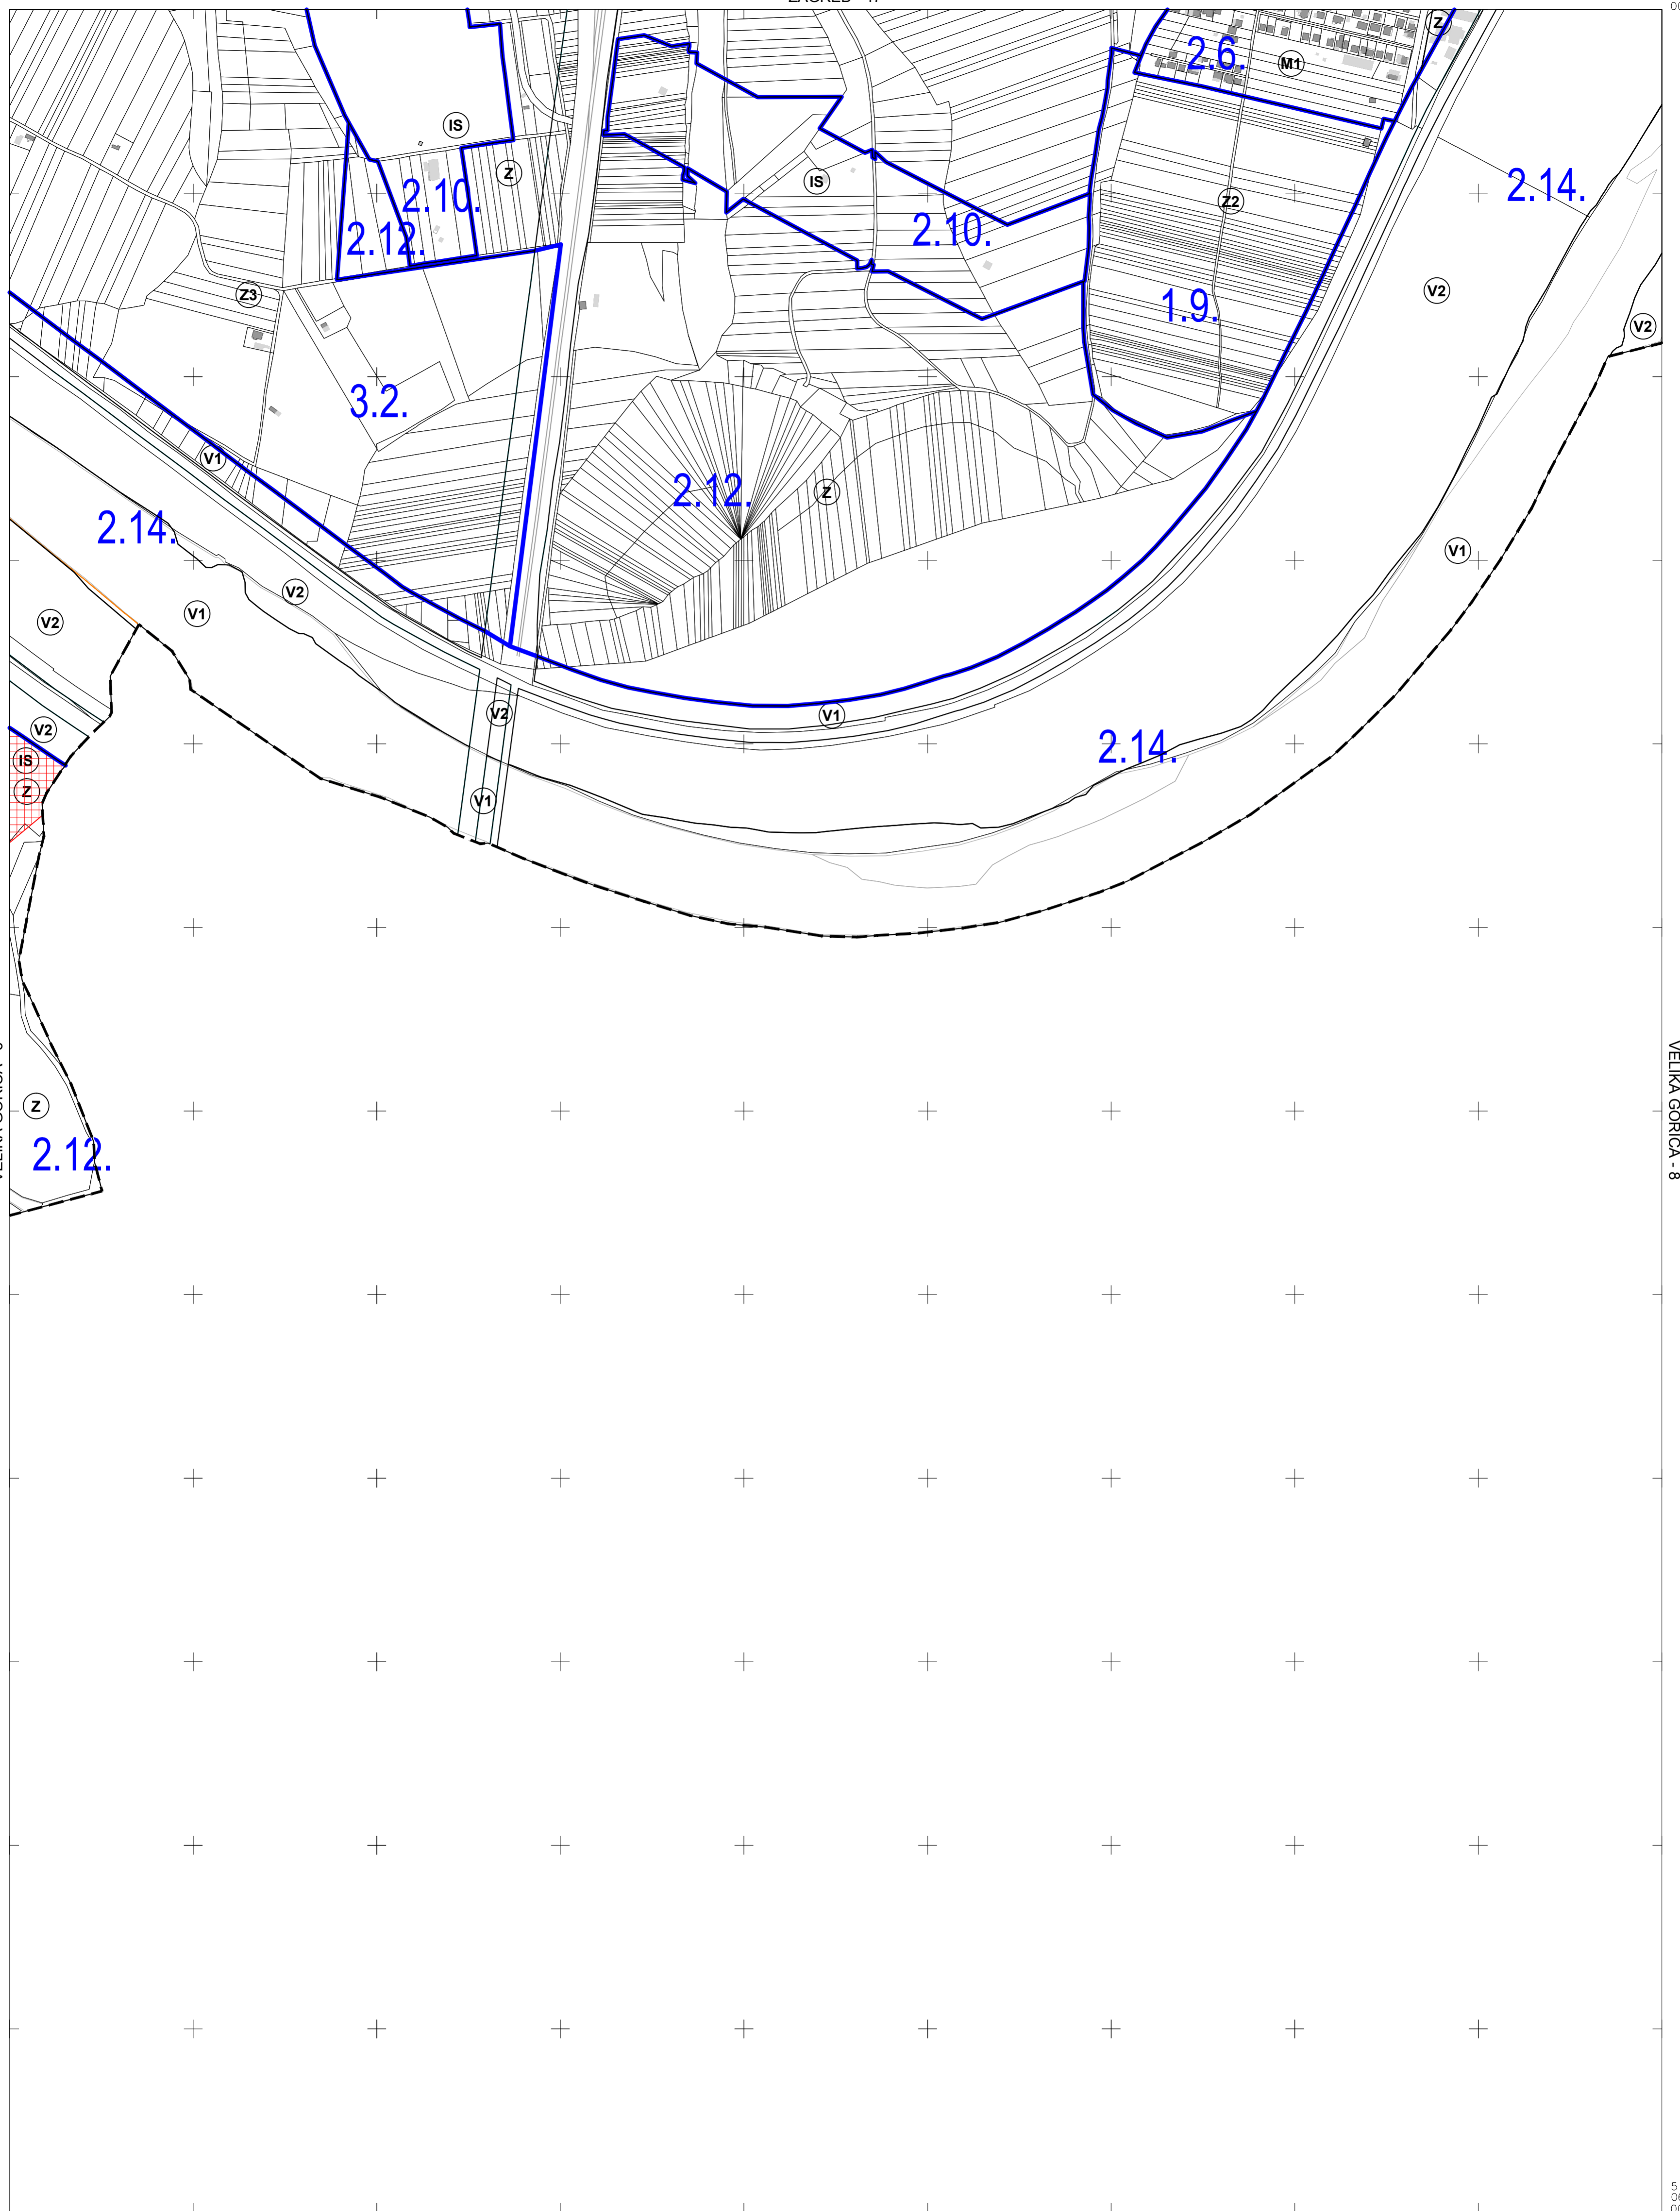 Z
2.6.
M1
IS
Z
IS
2.14.
2.10.
Z2
2.10.
2.12.
V2
Z3
1.9.
V2
3.2.
V1
2.12.
Z
2.14.
V1
V2
V1
V2
V2
V1
V2
2.14.
IS
Z
V1
Z
2.12.
VELIKA GORICA - 8